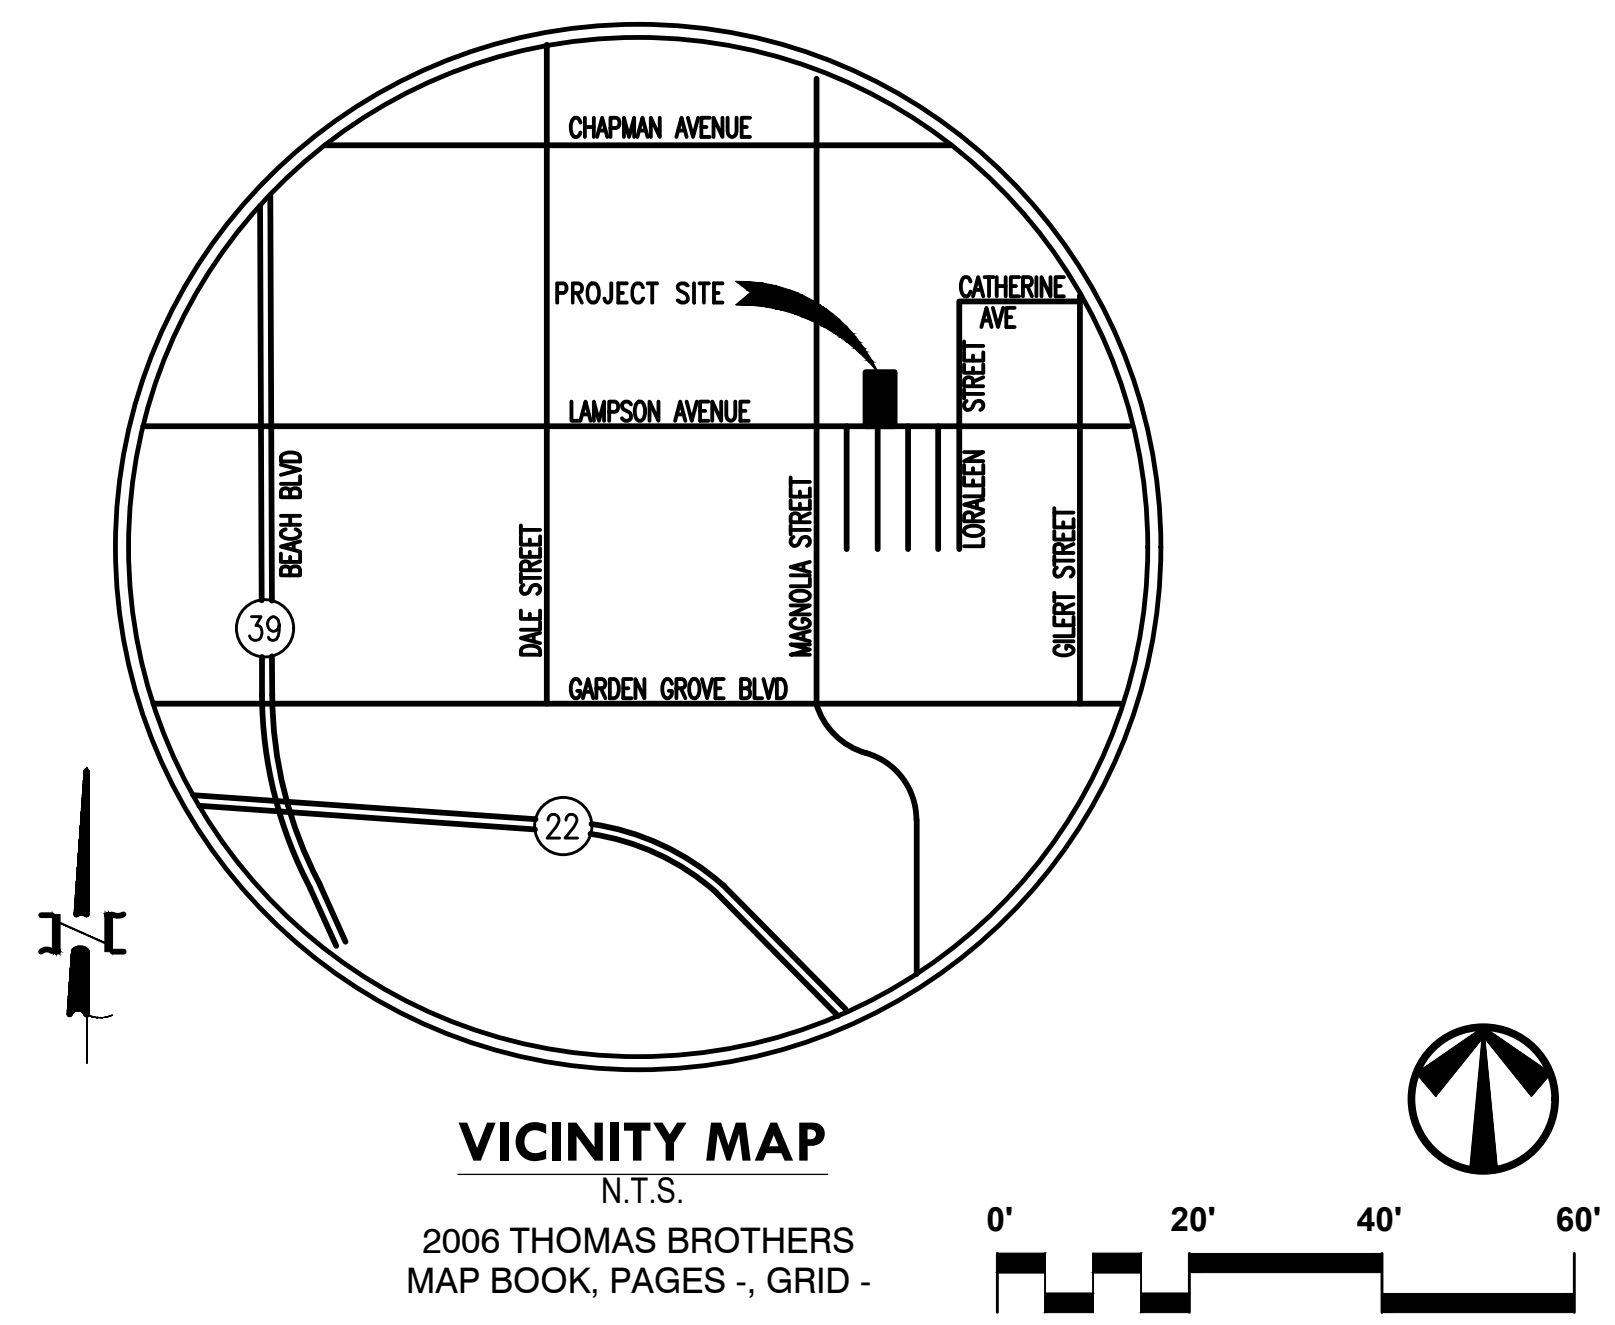 CHAPMAN AVENUE
PROJECT SITE
CATHERINE
AVE
LAMPSON AVENUE
LORALEEN STREET
BEACH BLVD
DALE STREET
MAGNOLIA STREET
GILERT STREET
39
GARDEN GROVE BLVD
22
N
VICINITY MAP
N.T.S.
2006 THOMAS BROTHERS
MAP BOOK, PAGES -, GRID -
0' 20' 40' 60'